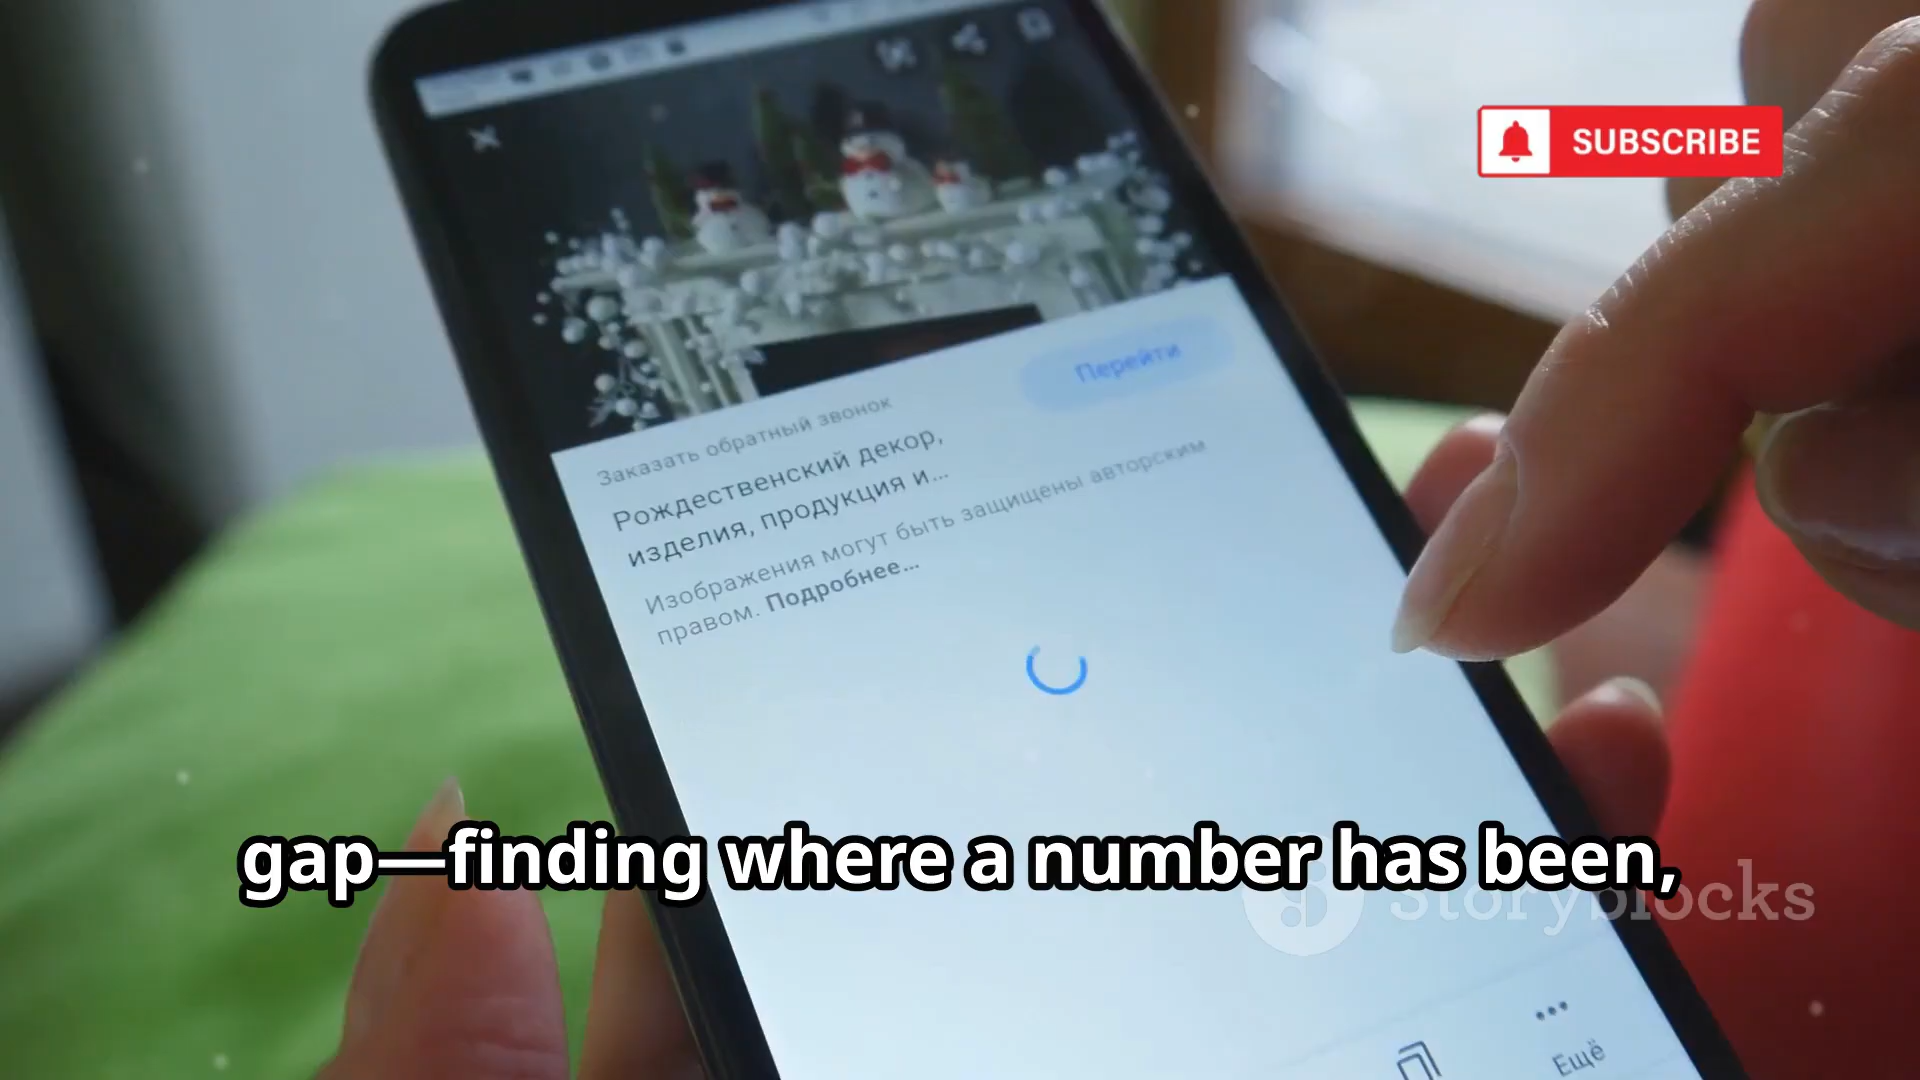 SUBSCRIBE
Перейти
Заказать обратный звонок
Рождественский декор,
изделия, продукция и...
Изображения могут быть защищены авторским
правом. Подробнее...
gap—finding where a number has been,
Storyblocks
Ещё